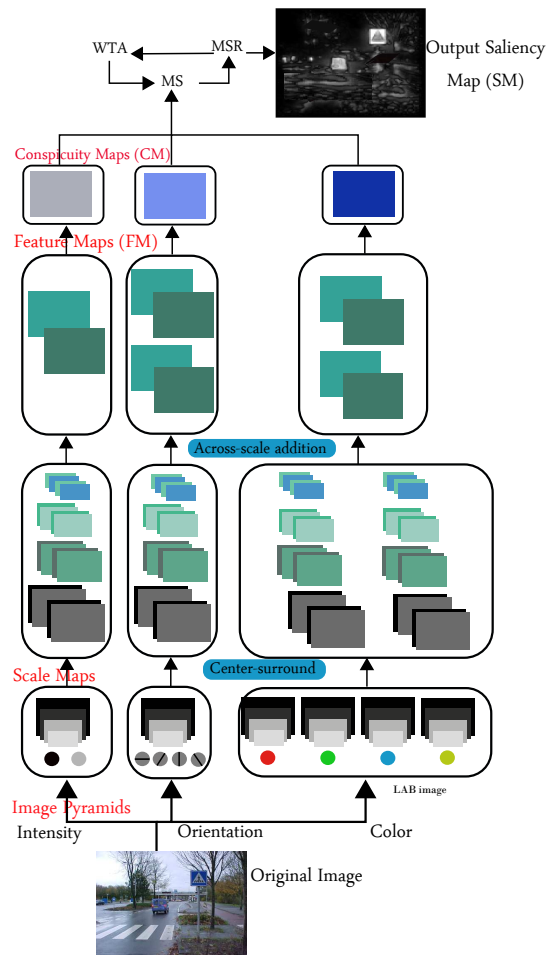 WTA
MSR
MS
Output Saliency
Map (SM)
Conspicuity Maps (CM)
Feature Maps (FM)
Across-scale addition
Center-surround
Scale Maps
LAB image
Image Pyramids
Intensity
Orientation
Color
Original Image